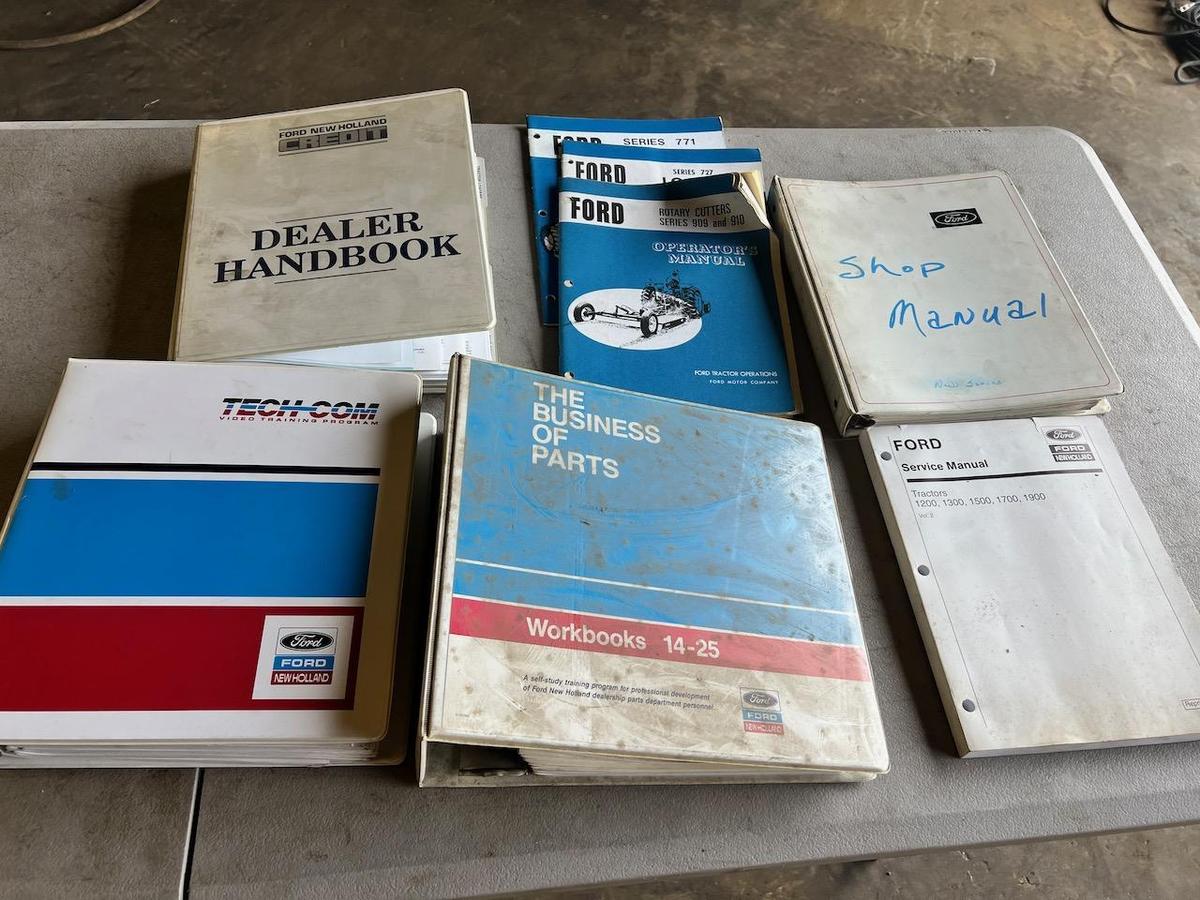 FORD NEW HOLLAND
CREDIT
DEALER
HANDBOOK
FORD SERIES 771
FORD SERIES 727
FORD ROTARY CUTTERS
SERIES 909 and 910
OPERATOR'S
MANUAL
FORD TRACTOR OPERATIONS
FORD MOTOR COMPANY
Ford
Shop
Manual
TECH-COM
VIDEO TRAINING PROGRAM
Ford
FORD
NEW HOLLAND
THE
BUSINESS
OF
PARTS
Workbooks 14-25
A self-study training program for professional development
of Ford New Holland dealership parts department personnel.
Ford
FORD
NEW HOLLAND
FORD
Service Manual
Ford
FORD
NEW HOLLAND
Tractors
1200, 1300, 1500, 1700, 1900
Vol. 2